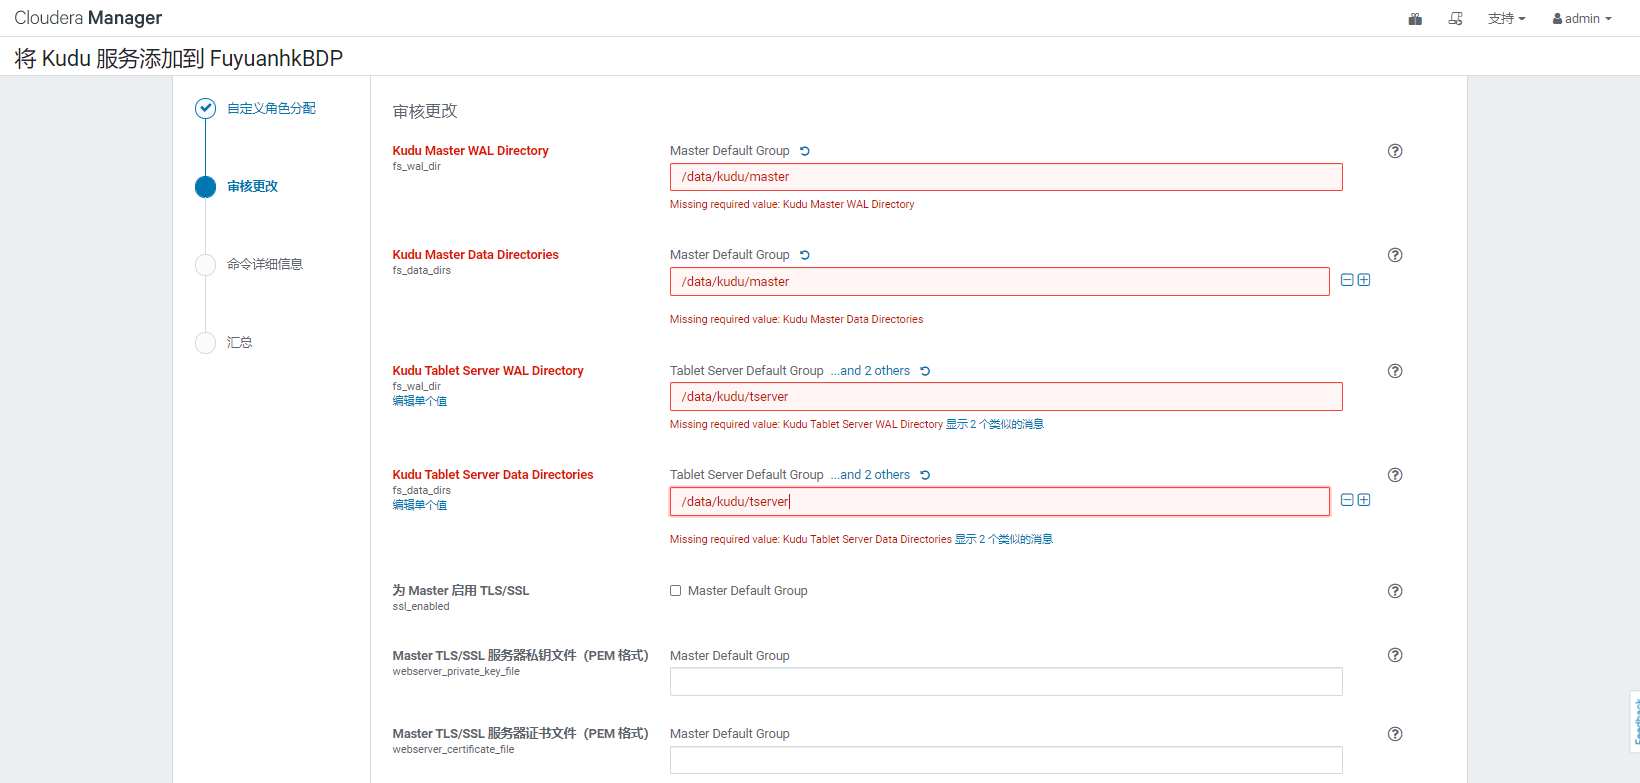 Cloudera Manager
支持
admin
将 Kudu 服务添加到 FuyuanhkBDP
自定义角色分配
审核更改
命令详细信息
汇总
审核更改
Kudu Master WAL Directory
fs_wal_dir
Master Default Group
/data/kudu/master
Missing required value: Kudu Master WAL Directory
Kudu Master Data Directories
fs_data_dirs
Master Default Group
/data/kudu/master
Missing required value: Kudu Master Data Directories
Kudu Tablet Server WAL Directory
fs_wal_dir
编辑单个值
Tablet Server Default Group ...and 2 others
/data/kudu/tserver
Missing required value: Kudu Tablet Server WAL Directory 显示 2 个类似的消息
Kudu Tablet Server Data Directories
fs_data_dirs
编辑单个值
Tablet Server Default Group ...and 2 others
/data/kudu/tserver
Missing required value: Kudu Tablet Server Data Directories 显示 2 个类似的消息
为 Master 启用 TLS/SSL
ssl_enabled
Master Default Group
Master TLS/SSL 服务器私钥文件（PEM 格式）
webserver_private_key_file
Master Default Group
Master TLS/SSL 服务器证书文件（PEM 格式）
webserver_certificate_file
Master Default Group
Feedback